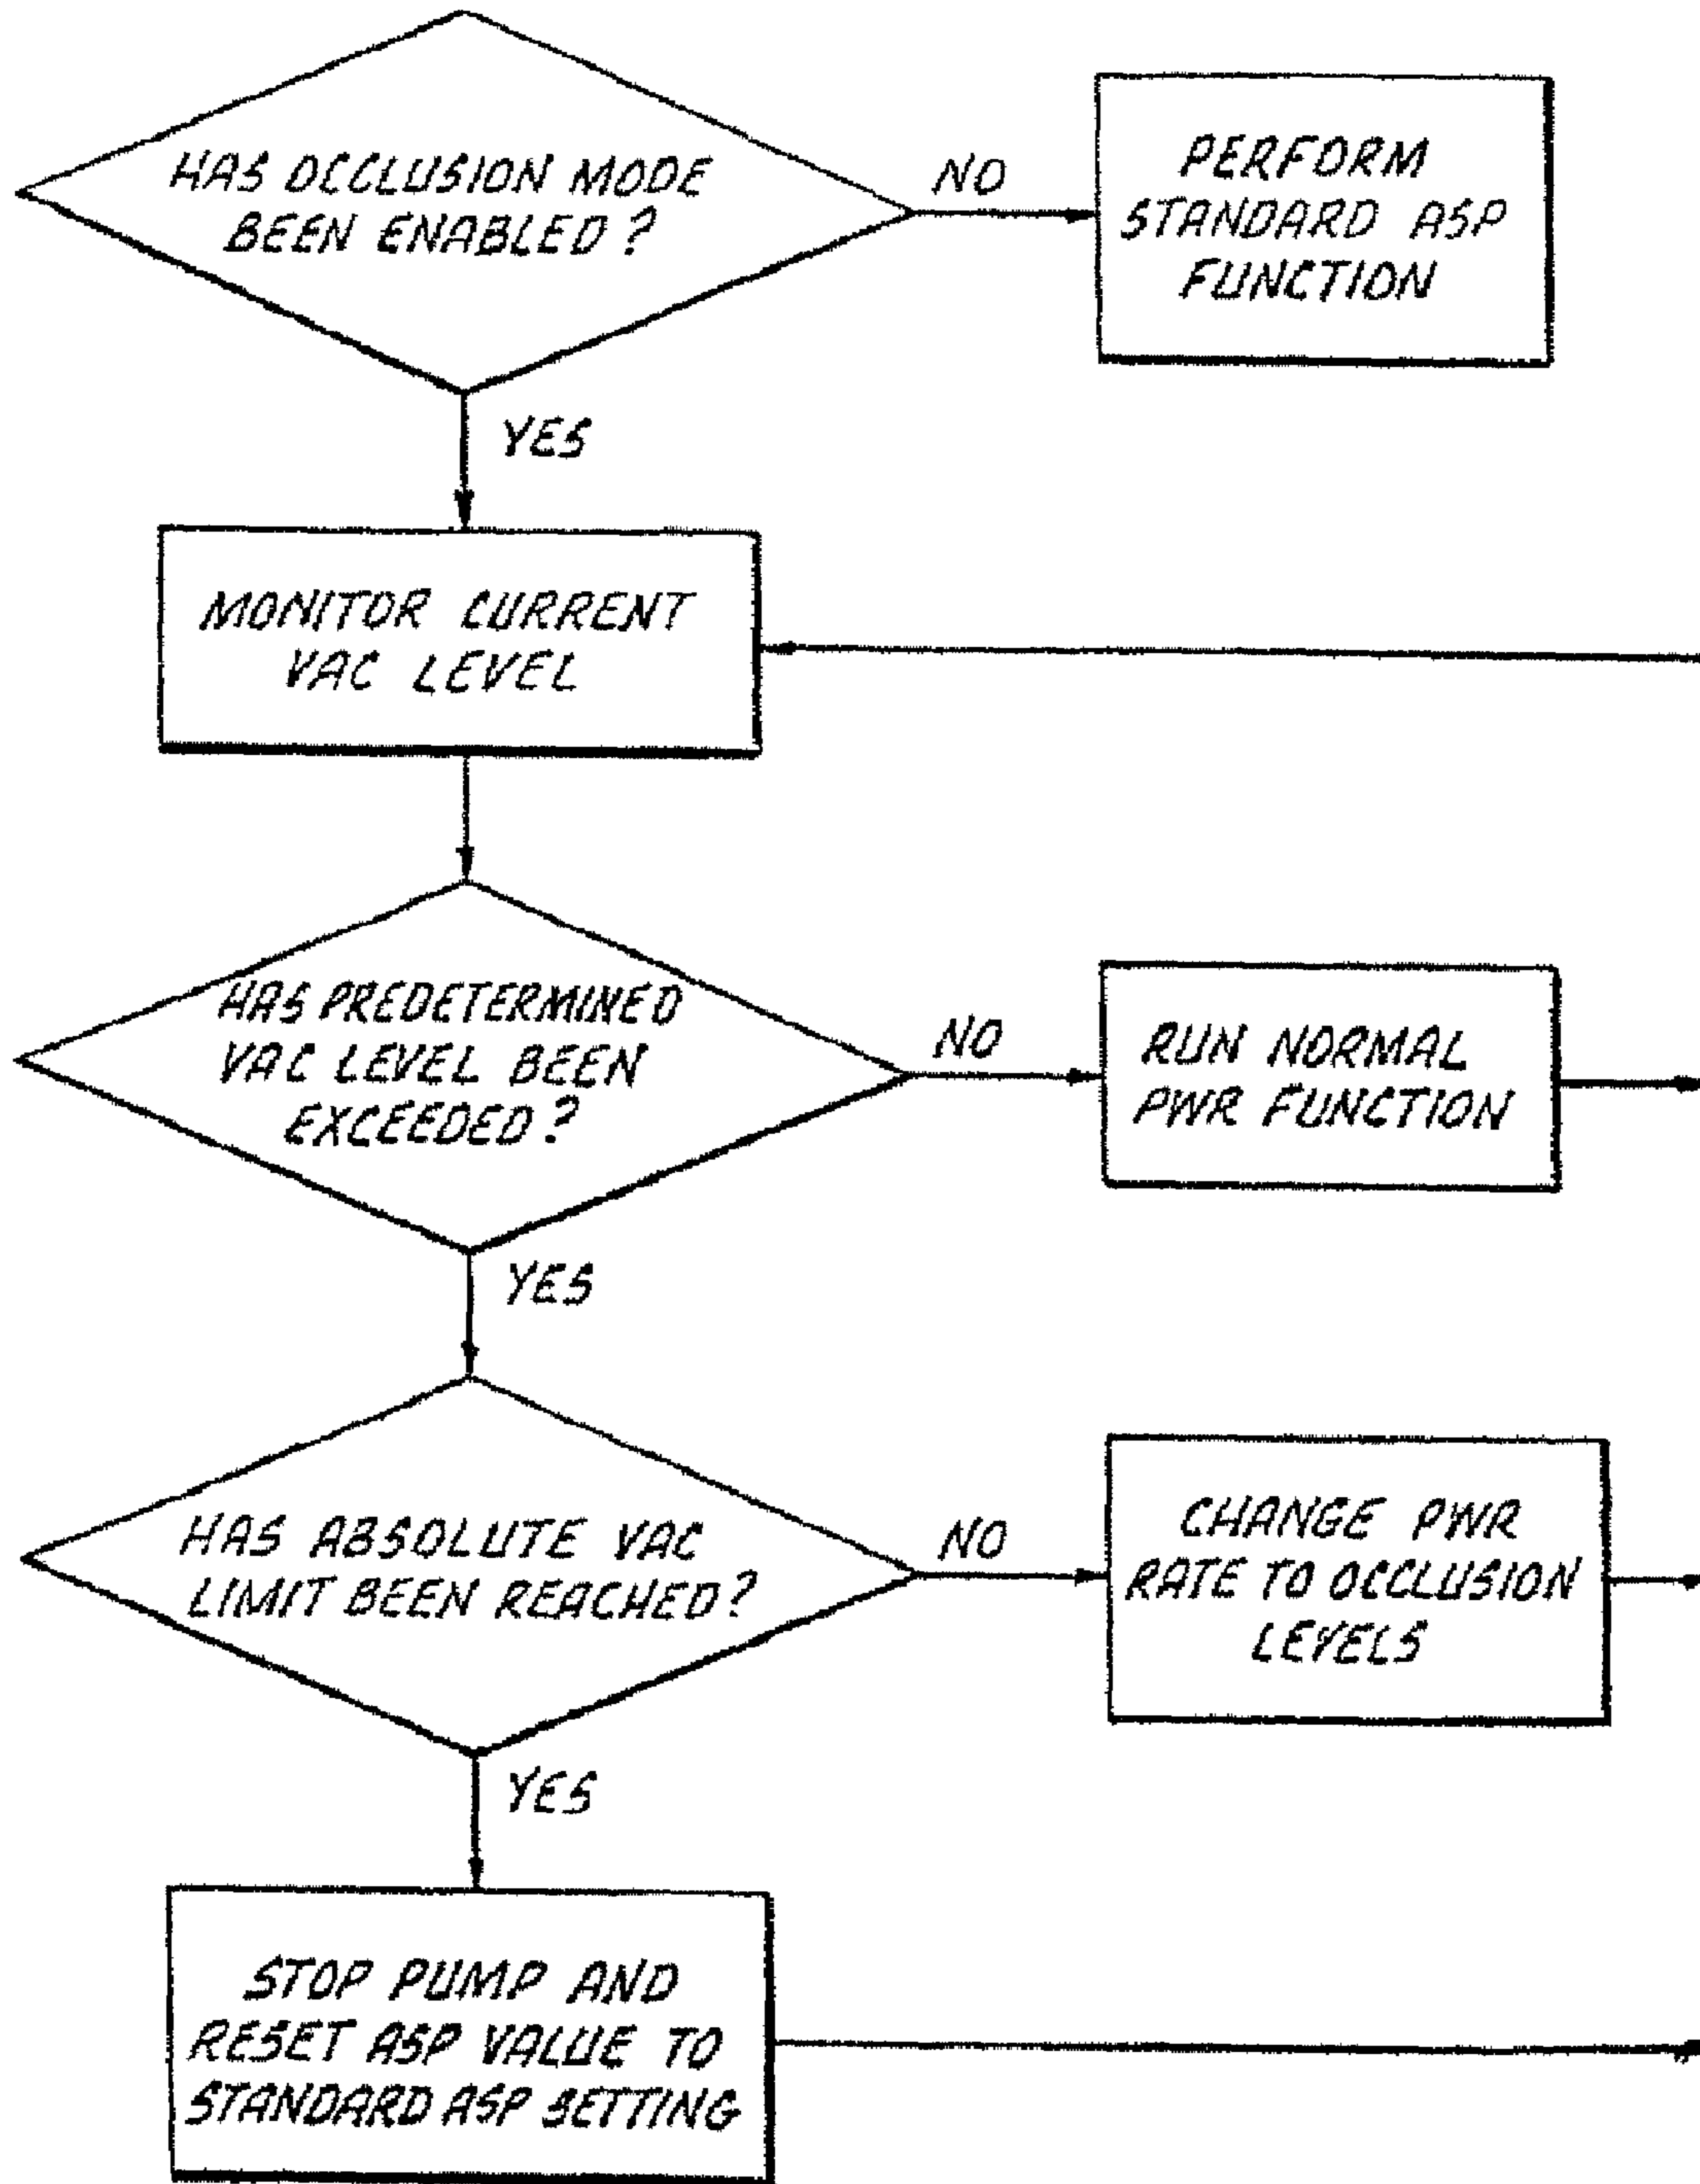 HAS OCCLUSION MODE
BEEN ENABLED?
NO
PERFORM
STANDARD ASP
FUNCTION
YES
MONITOR CURRENT
VAC LEVEL
HAS PREDETERMINED
VAC LEVEL BEEN
EXCEEDED?
NO
RUN NORMAL
PWR FUNCTION
YES
HAS ABSOLUTE VAC
LIMIT BEEN REACHED?
NO
CHANGE PWR
RATE TO OCCLUSION
LEVELS
YES
STOP PUMP AND
RESET ASP VALUE TO
STANDARD ASP SETTING